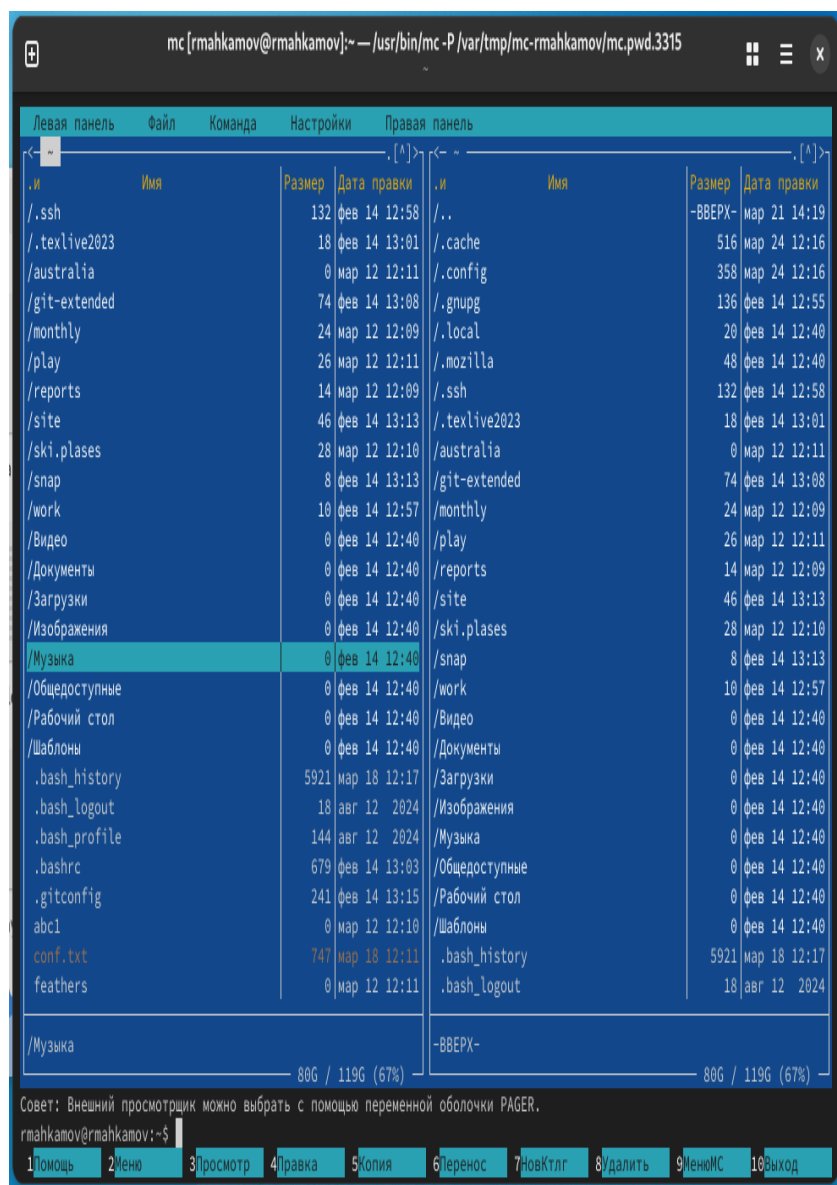 mc [rmahkamov@rmahkamov]:~ — /usr/bin/mc -P /var/tmp/mc-rmahkamov/mc.pwd.3315
~
Левая панель Файл Команда Настройки Правая панель
<- ~ .[^]>
.и Имя Размер Дата правки
/.ssh 132 фев 14 12:58
/.texlive2023 18 фев 14 13:01
/australia 0 мар 12 12:11
/git-extended 74 фев 14 13:08
/monthly 24 мар 12 12:09
/play 26 мар 12 12:11
/reports 14 мар 12 12:09
/site 46 фев 14 13:13
/ski.plases 28 мар 12 12:10
/snap 8 фев 14 13:13
/work 10 фев 14 12:57
/Видео 0 фев 14 12:40
/Документы 0 фев 14 12:40
/Загрузки 0 фев 14 12:40
/Изображения 0 фев 14 12:40
/Музыка 0 фев 14 12:40
/Общедоступные 0 фев 14 12:40
/Рабочий стол 0 фев 14 12:40
/Шаблоны 0 фев 14 12:40
.bash_history 5921 мар 18 12:17
.bash_logout 18 авг 12 2024
.bash_profile 144 авг 12 2024
.bashrc 679 фев 14 13:03
.gitconfig 241 фев 14 13:15
abc1 0 мар 12 12:10
conf.txt 747 мар 18 12:11
feathers 0 мар 12 12:11
/Музыка
80G / 119G (67%)
<- ~ .[^]>
.и Имя Размер Дата правки
/.. -ВВЕРХ- мар 21 14:19
/.cache 516 мар 24 12:16
/.config 358 мар 24 12:16
/.gnupg 136 фев 14 12:55
/.local 20 фев 14 12:40
/.mozilla 48 фев 14 12:40
/.ssh 132 фев 14 12:58
/.texlive2023 18 фев 14 13:01
/australia 0 мар 12 12:11
/git-extended 74 фев 14 13:08
/monthly 24 мар 12 12:09
/play 26 мар 12 12:11
/reports 14 мар 12 12:09
/site 46 фев 14 13:13
/ski.plases 28 мар 12 12:10
/snap 8 фев 14 13:13
/work 10 фев 14 12:57
/Видео 0 фев 14 12:40
/Документы 0 фев 14 12:40
/Загрузки 0 фев 14 12:40
/Изображения 0 фев 14 12:40
/Музыка 0 фев 14 12:40
/Общедоступные 0 фев 14 12:40
/Рабочий стол 0 фев 14 12:40
/Шаблоны 0 фев 14 12:40
.bash_history 5921 мар 18 12:17
.bash_logout 18 авг 12 2024
-ВВЕРХ-
80G / 119G (67%)
Совет: Внешний просмотрщик можно выбрать с помощью переменной оболочки PAGER.
rmahkamov@rmahkamov:~$
1Помощь 2Меню 3Просмотр 4Правка 5Копия 6Перенос 7НовКтлг 8Удалить 9МенюMC 10Выход